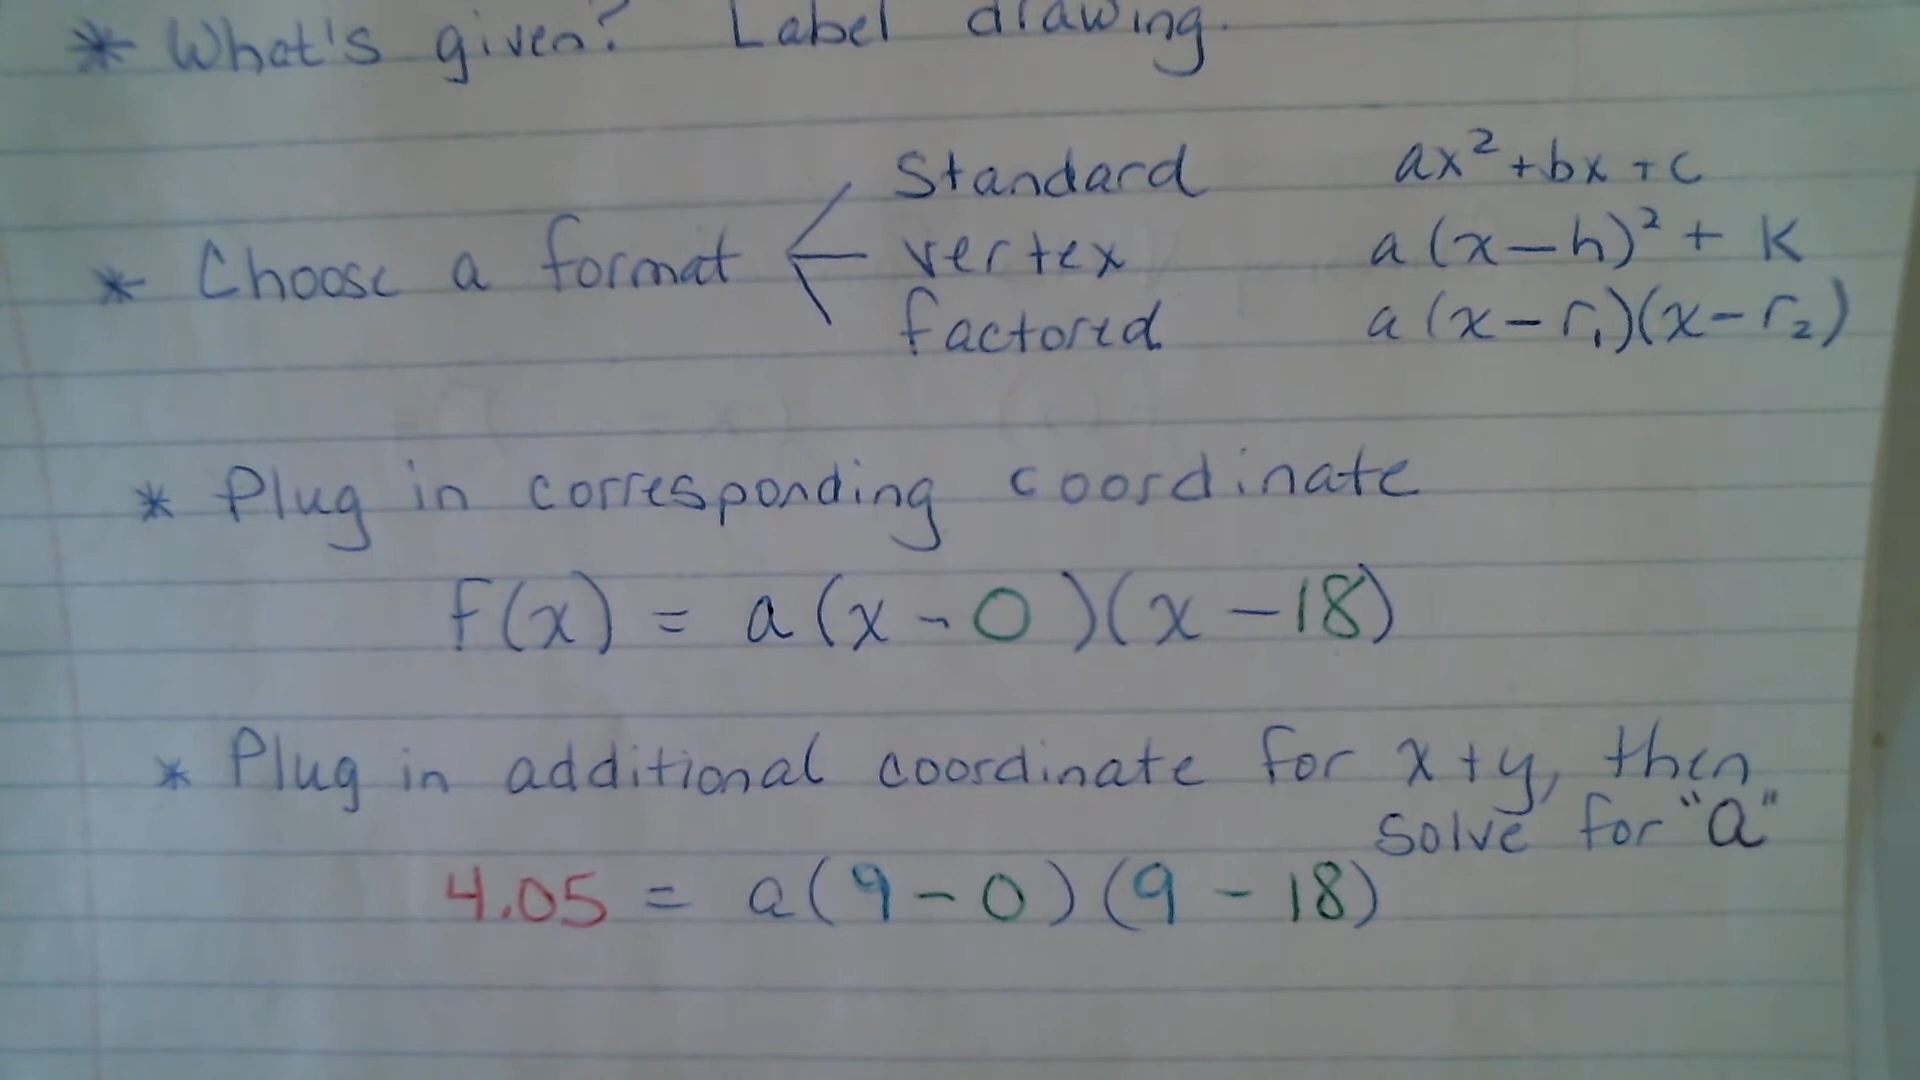 * What's given? Label drawing.
Standard ax² + bx + c
* Choose a format vertex a(x-h)² + K
factored a(x-r₁)(x-r₂)
* Plug in corresponding coordinate
f(x) = a(x-0)(x-18)
* Plug in additional coordinate for x + y, then
solve for "a"
4.05 = a(9-0)(9-18)